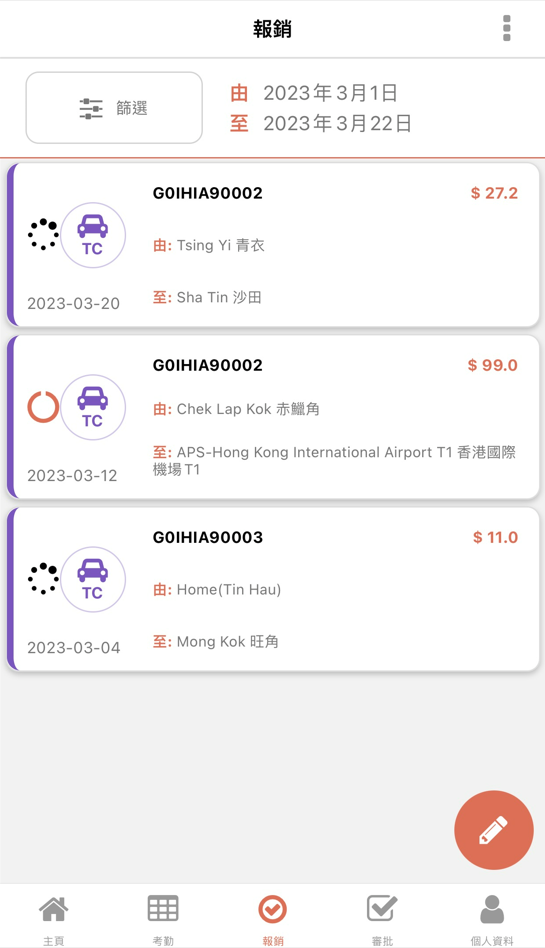 報銷
篩選
由 2023年3月1日
至 2023年3月22日
G0IHIA90002
$ 27.2
TC
由: Tsing Yi 青衣
2023-03-20
至: Sha Tin 沙田
G0IHIA90002
$ 99.0
TC
由: Chek Lap Kok 赤鱲角
至: APS-Hong Kong International Airport T1 香港國際
機場T1
2023-03-12
G0IHIA90003
$ 11.0
TC
由: Home(Tin Hau)
2023-03-04
至: Mong Kok 旺角
主頁
考勤
報銷
審批
個人資料